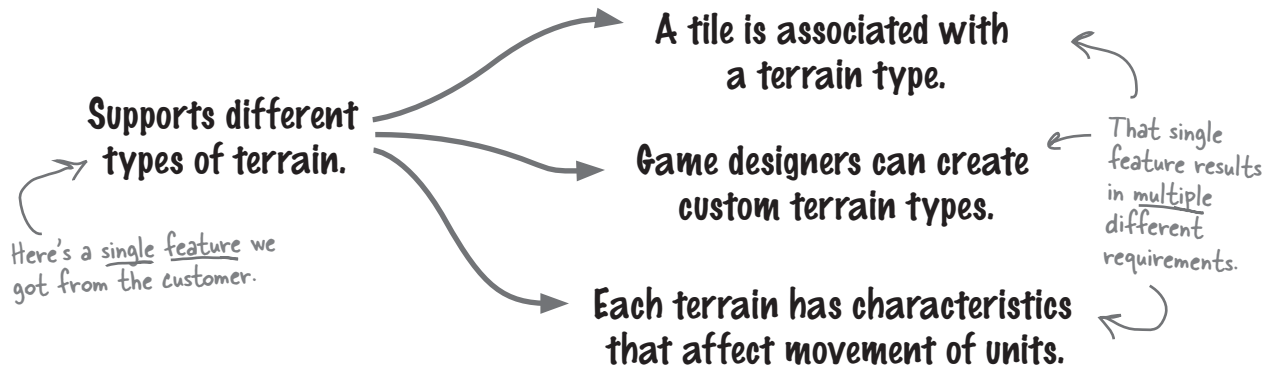 Supports different
types of terrain.
Here's a single feature we
got from the customer.
A tile is associated with
a terrain type.
Game designers can create
custom terrain types.
Each terrain has characteristics
that affect movement of units.
That single
feature results
in multiple
different
requirements.